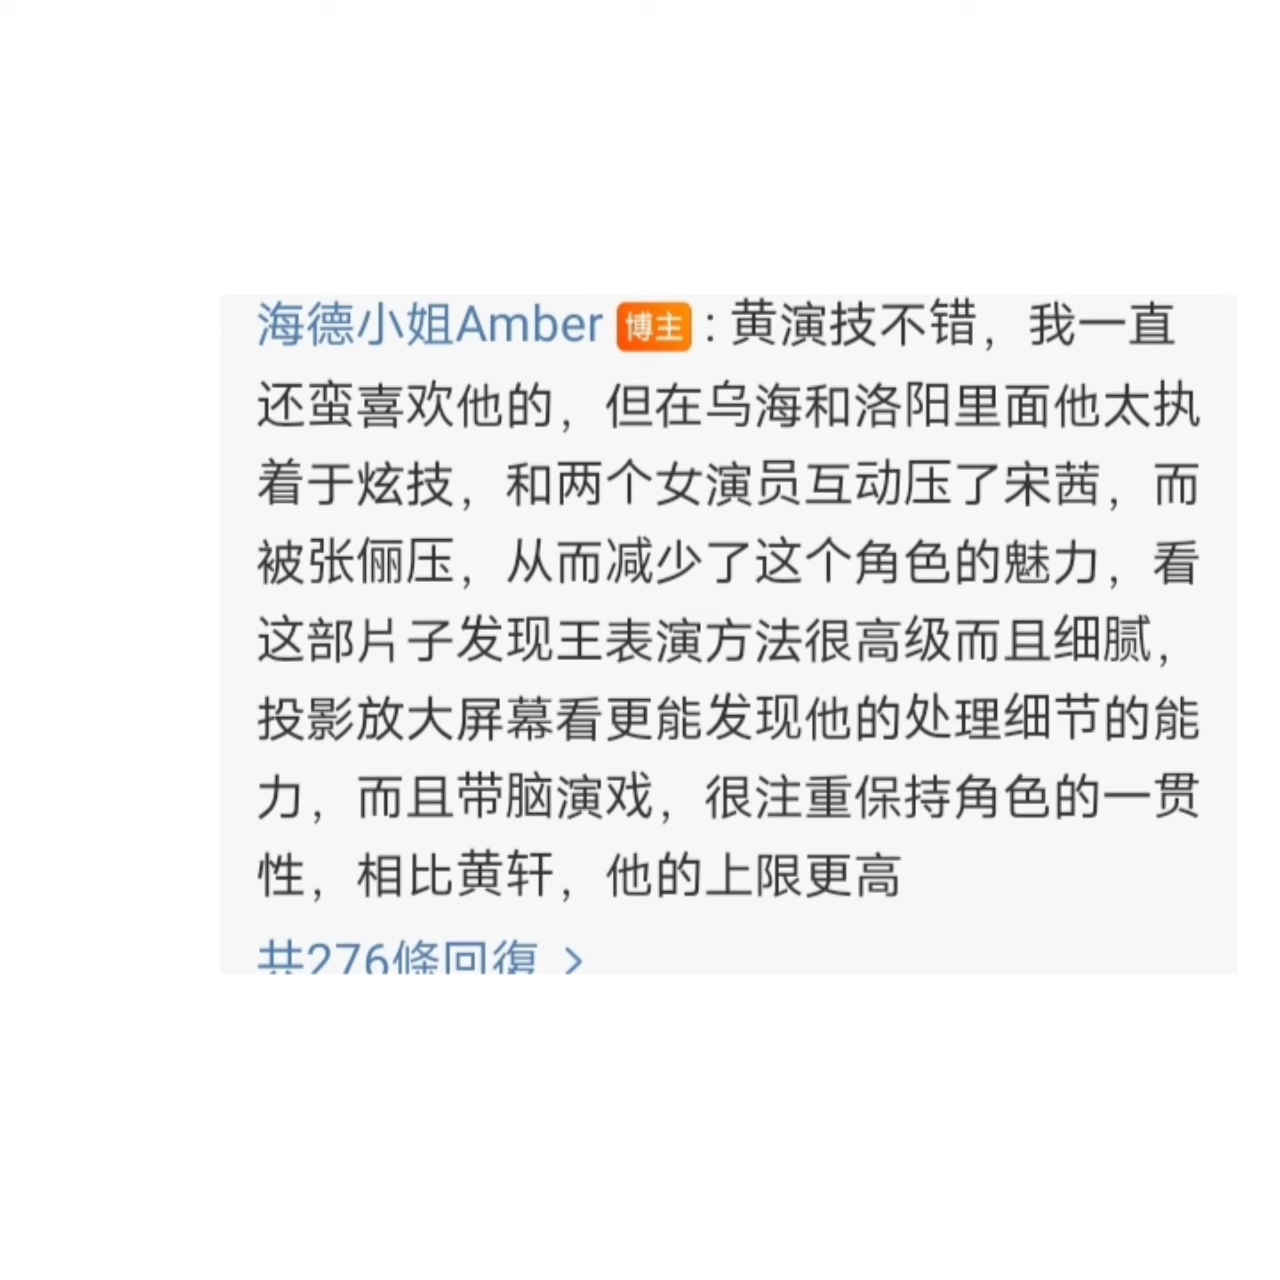 海德小姐Amber 博主 : 黄演技不错，我一直
还蛮喜欢他的，但在乌海和洛阳里面他太执
着于炫技，和两个女演员互动压了宋茜，而
被张俪压，从而减少了这个角色的魅力，看
这部片子发现王表演方法很高级而且细腻，
投影放大屏幕看更能发现他的处理细节的能
力，而且带脑演戏，很注重保持角色的一贯
性，相比黄轩，他的上限更高
共276條回復 >